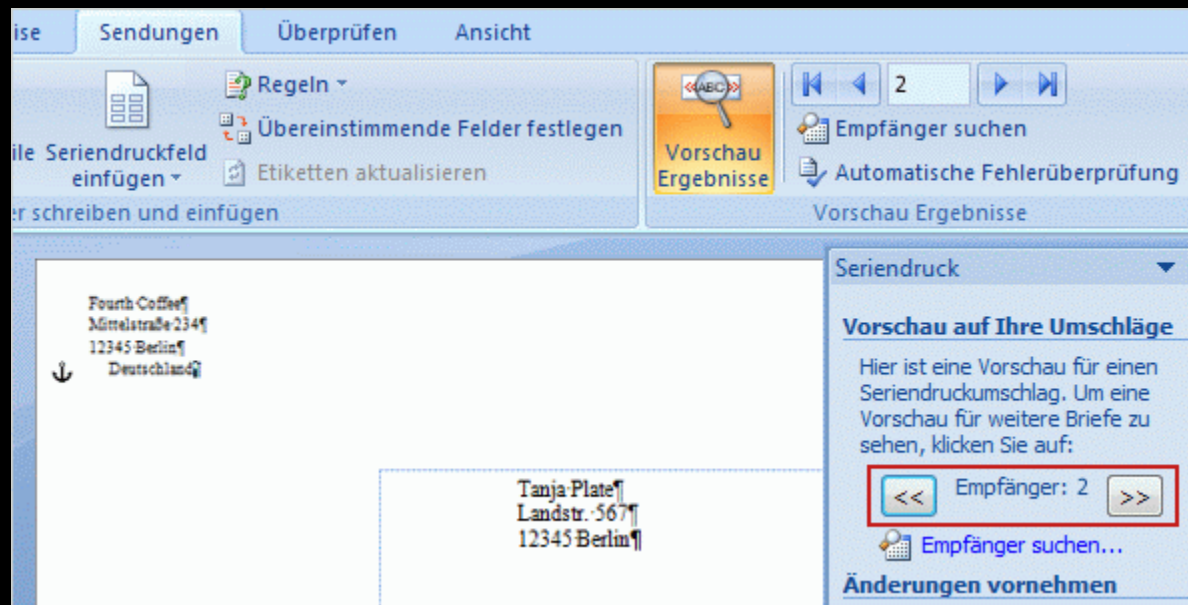 ise Sendungen Überprüfen Ansicht
Regeln
Übereinstimmende Felder festlegen
ile Seriendruckfeld
einfügen
Etiketten aktualisieren
er schreiben und einfügen
«ABC»
Vorschau
Ergebnisse
2
Empfänger suchen
Automatische Fehlerüberprüfung
Vorschau Ergebnisse
Fourth·Coffee¶
Mittelstraße·234¶
12345·Berlin¶
Deutschland¶
Tanja·Plate¶
Landstr.·567¶
12345·Berlin¶
Seriendruck
Vorschau auf Ihre Umschläge
Hier ist eine Vorschau für einen
Seriendruckumschlag. Um eine
Vorschau für weitere Briefe zu
sehen, klicken Sie auf:
<< Empfänger: 2 >>
Empfänger suchen...
Änderungen vornehmen